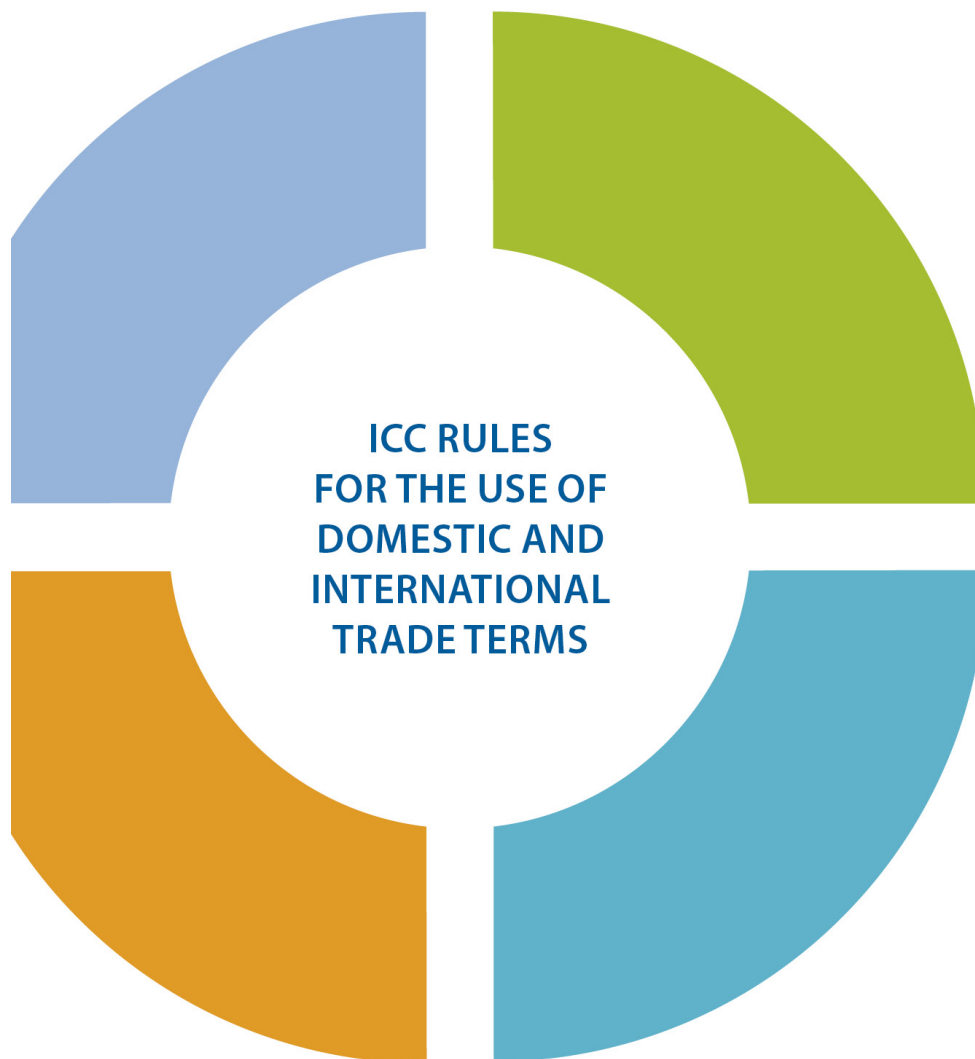 ICC RULES
FOR THE USE OF
DOMESTIC AND
INTERNATIONAL
TRADE TERMS